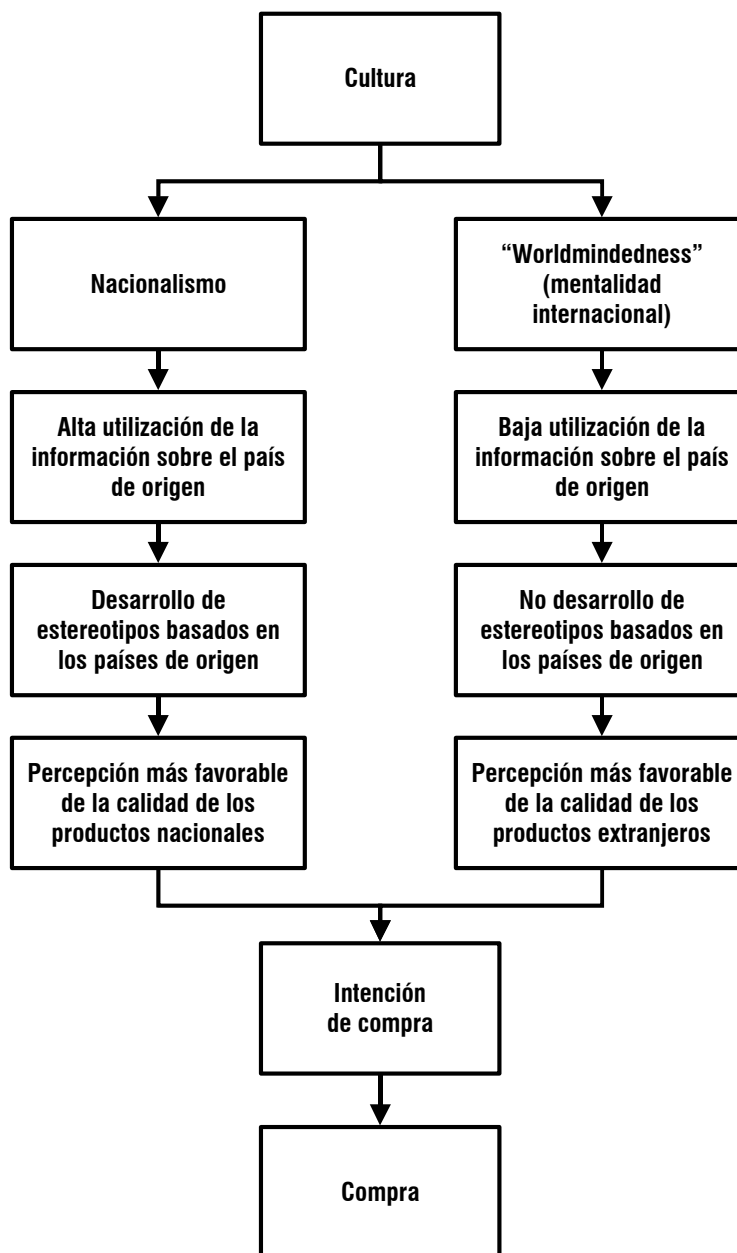 Cultura
Nacionalismo
“Worldmindedness”
(mentalidad
internacional)
Alta utilización de la
información sobre el país
de origen
Baja utilización de la
información sobre el país
de origen
Desarrollo de
estereotipos basados en
los países de origen
No desarrollo de
estereotipos basados en
los países de origen
Percepción más favorable
de la calidad de los
productos nacionales
Percepción más favorable
de la calidad de los
productos extranjeros
Intención
de compra
Compra